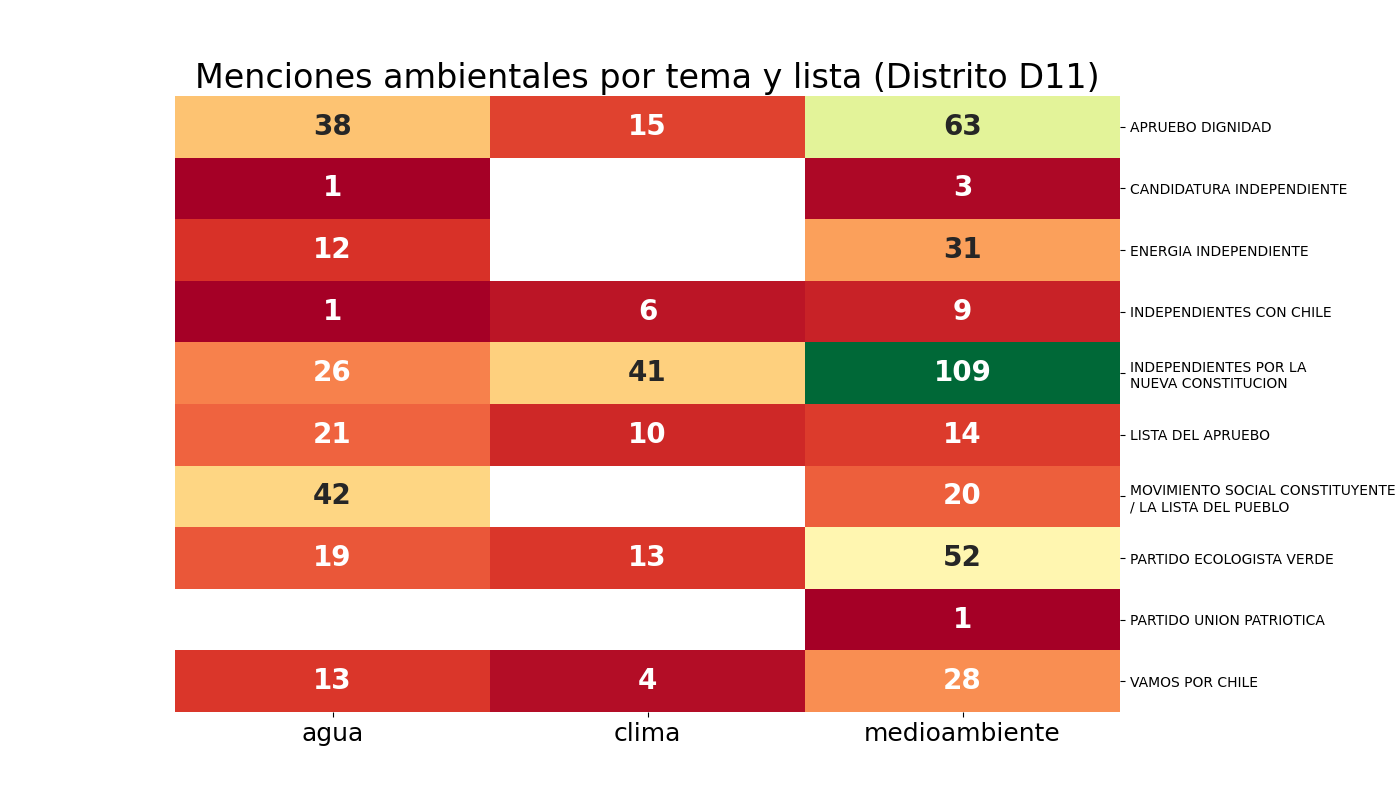 Menciones ambientales por tema y lista (Distrito D11)
38 15 63 APRUEBO DIGNIDAD
1 3 CANDIDATURA INDEPENDIENTE
12 31 ENERGIA INDEPENDIENTE
1 6 9 INDEPENDIENTES CON CHILE
26 41 109 INDEPENDIENTES POR LA
NUEVA CONSTITUCION
21 10 14 LISTA DEL APRUEBO
42 20 MOVIMIENTO SOCIAL CONSTITUYENTE
/ LA LISTA DEL PUEBLO
19 13 52 PARTIDO ECOLOGISTA VERDE
1 PARTIDO UNION PATRIOTICA
13 4 28 VAMOS POR CHILE
agua clima medioambiente